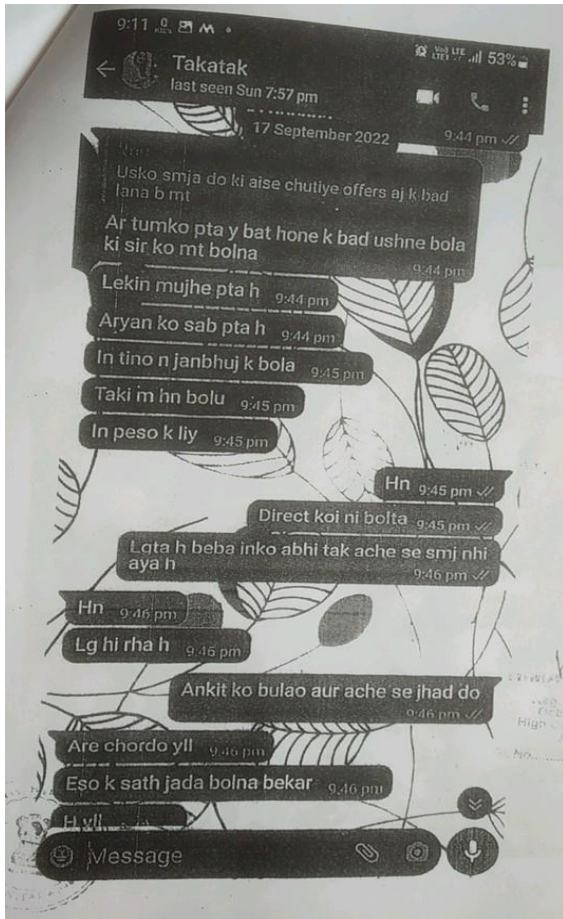 9:11
53%
Takatak
last seen Sun 7:57 pm
17 September 2022
9:44 pm
Usko smja do ki aise chutiye offers aj k bad
lana b mt
Ar tumko pta y bat hone k bad ushne bola
ki sir ko mt bolna
9:44 pm
Lekin mujhe pta h 9:44 pm
Aryan ko sab pta h 9:44 pm
In tino n janbhuj k bola 9:45 pm
Taki m hn bolu 9:45 pm
In peso k liy 9:45 pm
Hn 9:45 pm
Direct koi ni bolta 9:45 pm
Lgta h beba inko abhi tak ache se smj nhi
aya h
9:46 pm
Hn 9:46 pm
Lg hi rha h 9:46 pm
Ankit ko bulao aur ache se jhad do
9:46 pm
Are chordo yll 9:46 pm
Eso k sath jada bolna bekar 9:46 pm
H yll
Message
High
No.